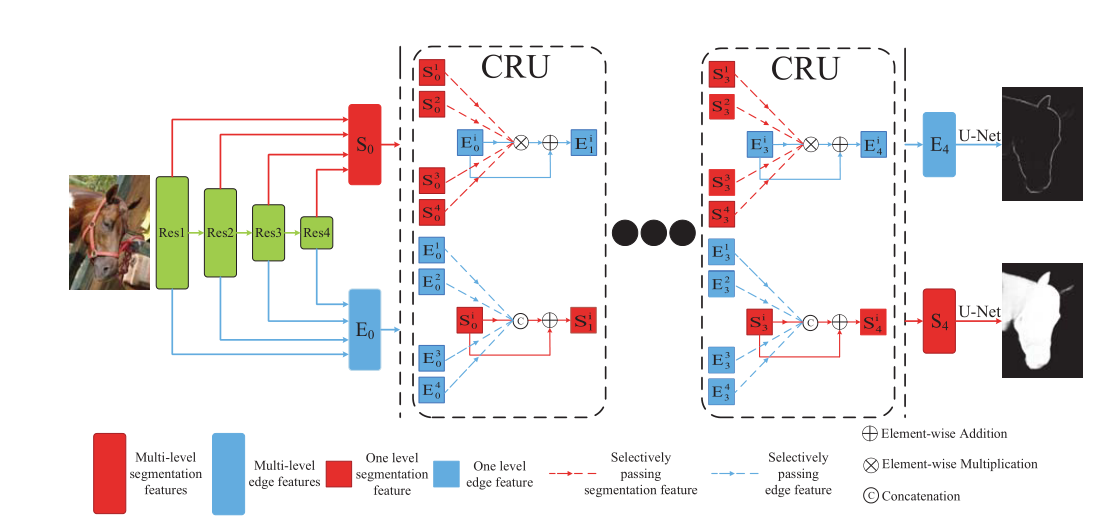 CRU
CRU
S_0^1
S_0^2
E_0^i
E_1^i
S_0^3
S_0^4
E_0^1
E_0^2
S_0^i
S_1^i
E_0^3
E_0^4
S_3^1
S_3^2
E_3^i
E_4^i
S_3^3
S_3^4
E_3^1
E_3^2
S_3^i
S_4^i
E_3^3
E_3^4
S_0
E_0
Res1
Res2
Res3
Res4
E_4
U-Net
S_4
U-Net
C
C
Multi-level
segmentation
features
Multi-level
edge features
One level
segmentation
feature
One level
edge feature
Selectively
passing
segmentation feature
Selectively
passing
edge feature
Element-wise Addition
Element-wise Multiplication
C
Concatenation